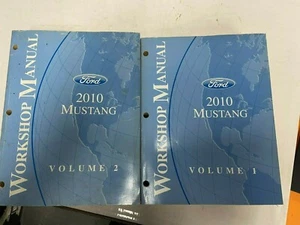 WORKSHOP MANUAL
Ford
2010
MUSTANG
VOLUME 2
WORKSHOP MANUAL
Ford
2010
MUSTANG
VOLUME 1